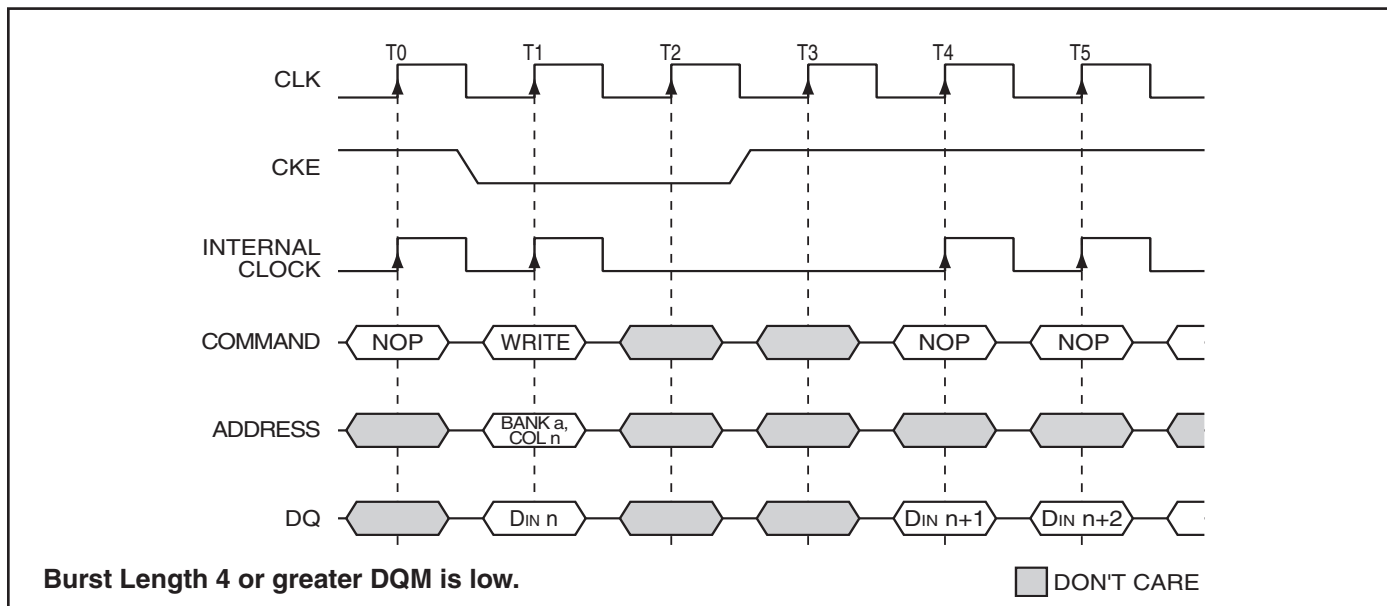 T0 T1 T2 T3 T4 T5
CLK
CKE
INTERNAL
CLOCK
COMMAND NOP WRITE NOP NOP
ADDRESS BANK a,
COL n
DQ DIN n DIN n+1 DIN n+2
Burst Length 4 or greater DQM is low. DON'T CARE